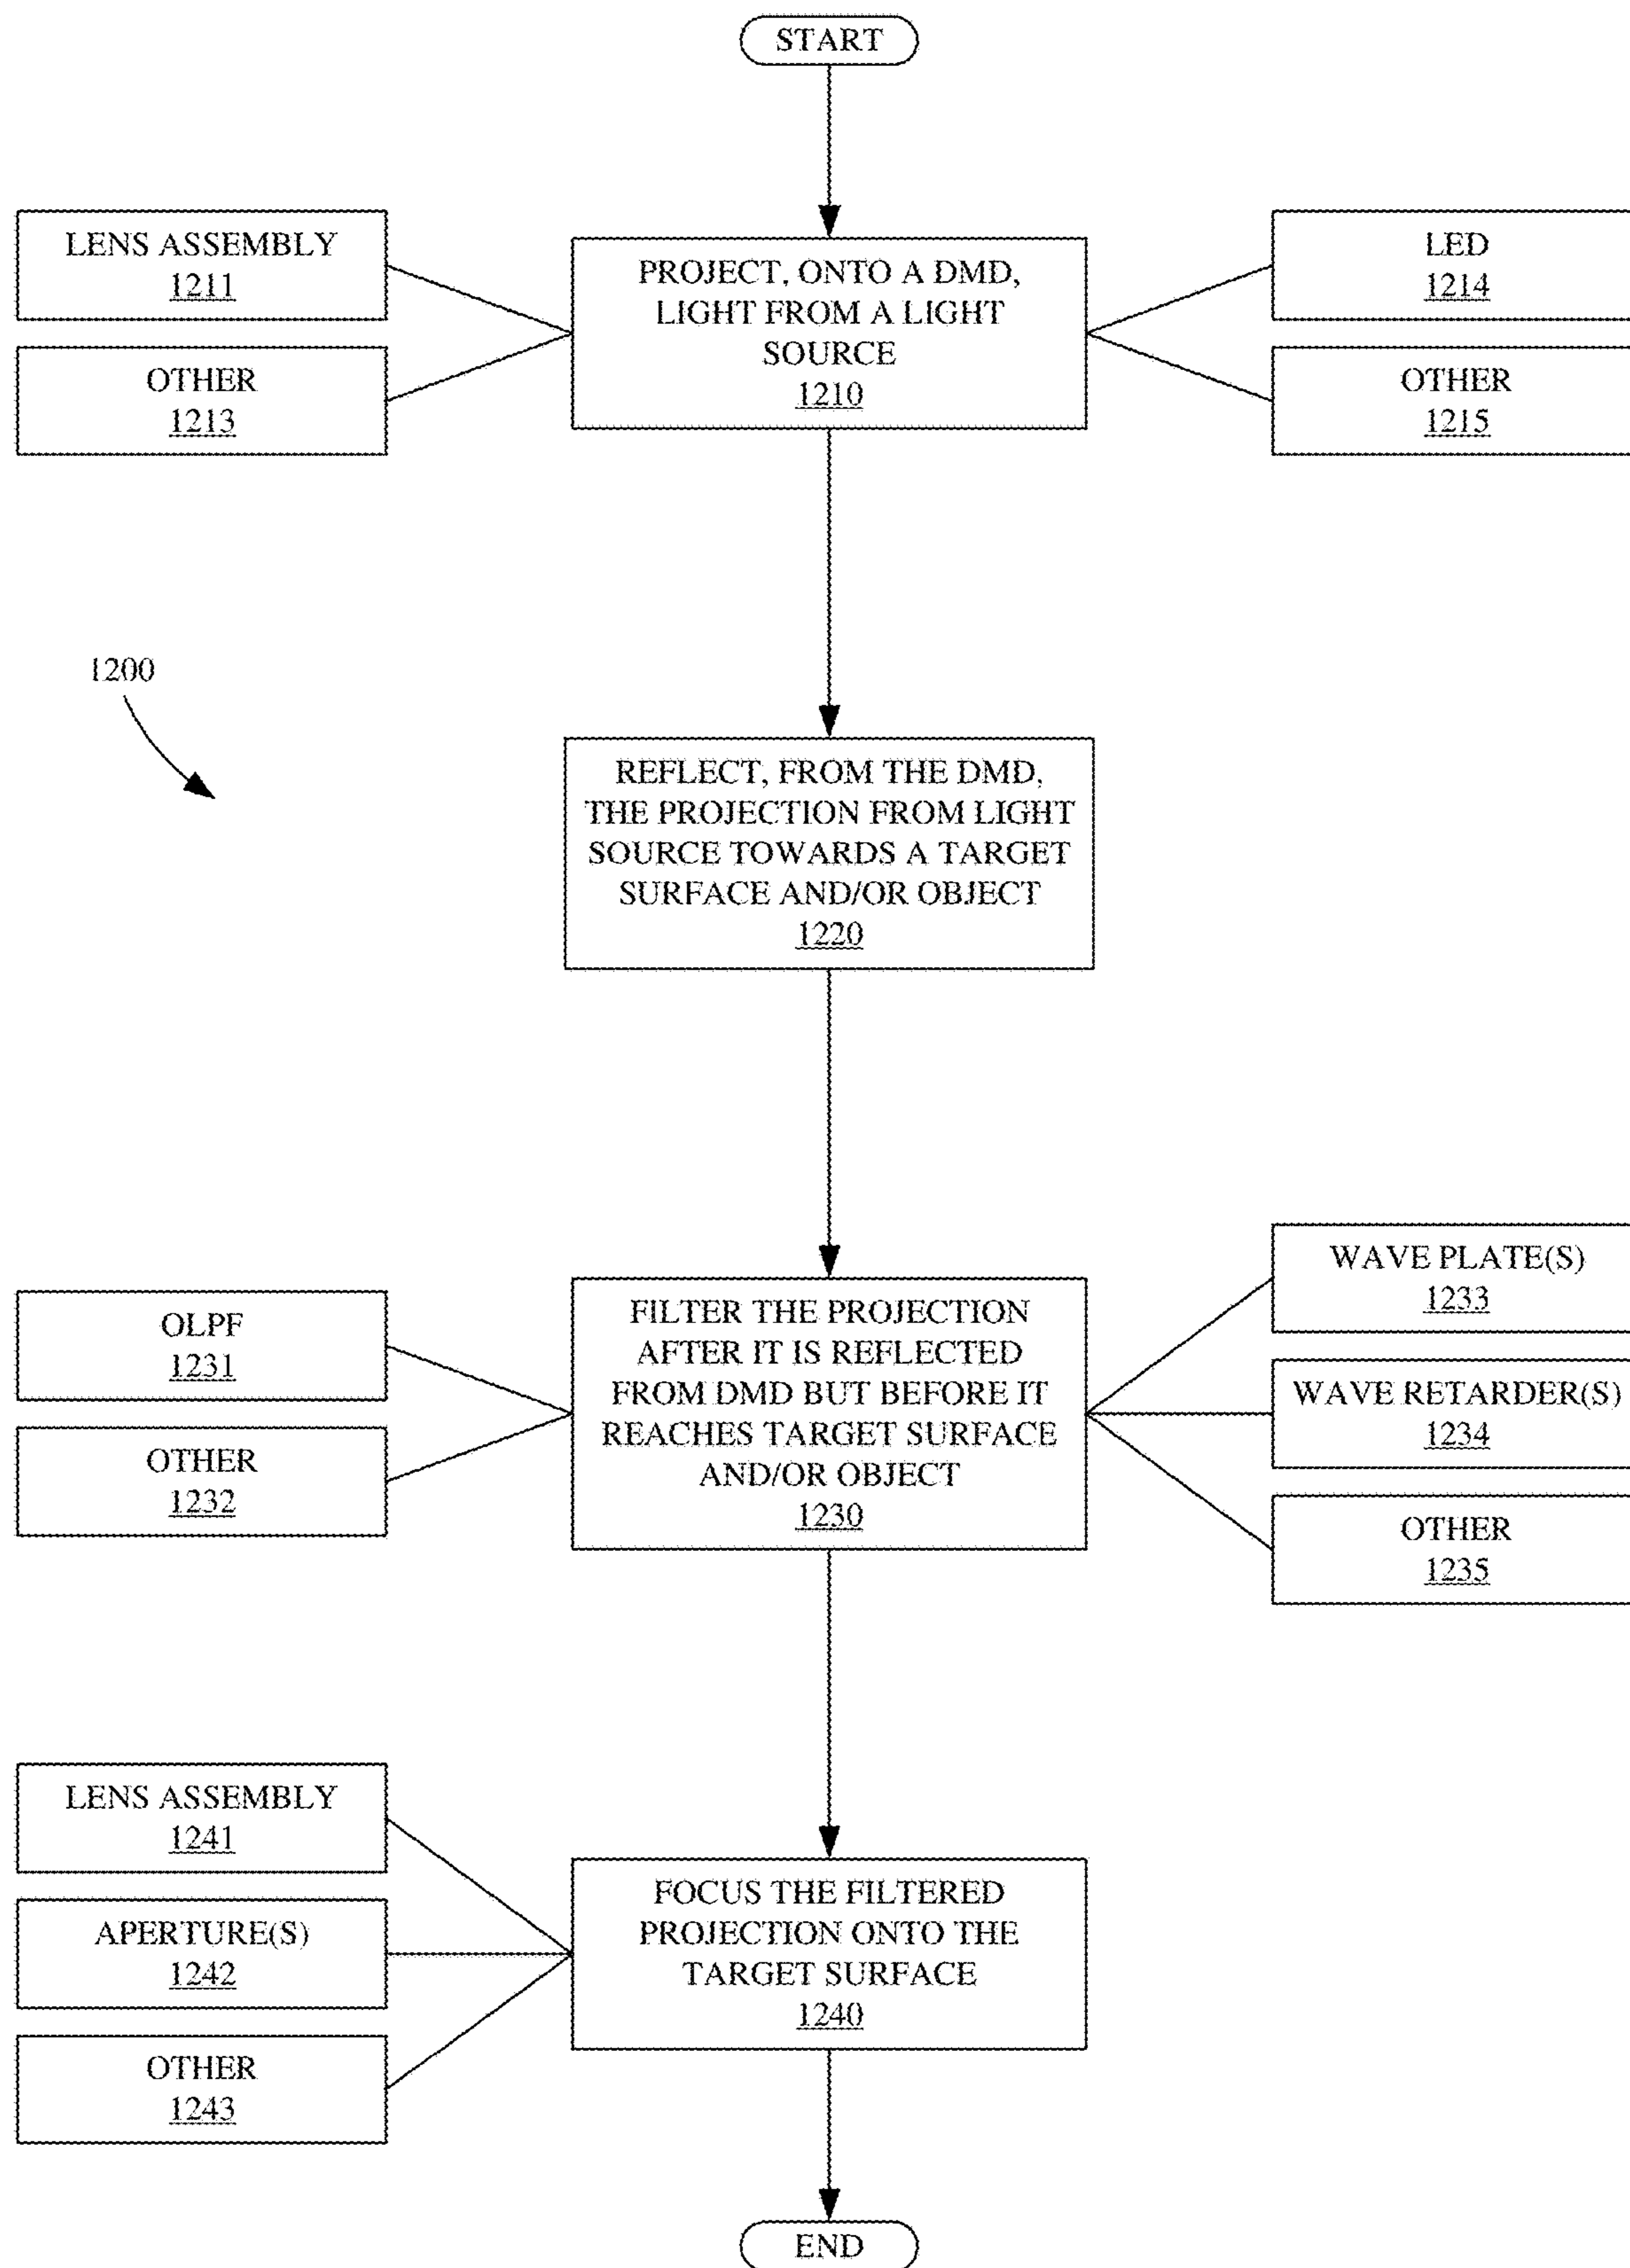 START
LENS ASSEMBLY
1211
OTHER
1213
PROJECT, ONTO A DMD,
LIGHT FROM A LIGHT
SOURCE
1210
LED
1214
OTHER
1215
1200
REFLECT, FROM THE DMD,
THE PROJECTION FROM LIGHT
SOURCE TOWARDS A TARGET
SURFACE AND/OR OBJECT
1220
OLPF
1231
OTHER
1232
FILTER THE PROJECTION
AFTER IT IS REFLECTED
FROM DMD BUT BEFORE IT
REACHES TARGET SURFACE
AND/OR OBJECT
1230
WAVE PLATE(S)
1233
WAVE RETARDER(S)
1234
OTHER
1235
LENS ASSEMBLY
1241
APERTURE(S)
1242
OTHER
1243
FOCUS THE FILTERED
PROJECTION ONTO THE
TARGET SURFACE
1240
END